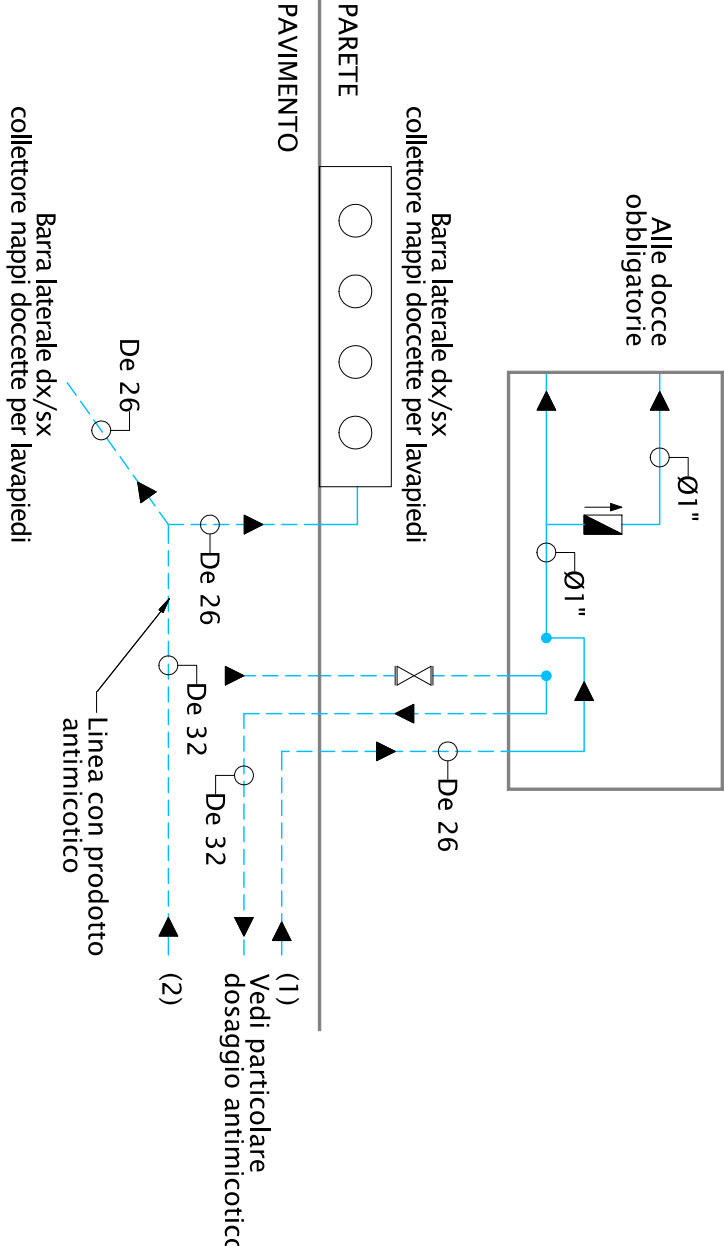 Alle docce
obbligatorie
Ø1"
Ø1"
PARETE
PAVIMENTO
Barra laterale dx/sx
collettore nappi doccette per lavapiedi
De 26
De 26
De 32
De 32
De 26
Barra laterale dx/sx
collettore nappi doccette per lavapiedi
Linea con prodotto
antimicotico
(1)
Vedi particolare
dosaggio antimicotico
(2)